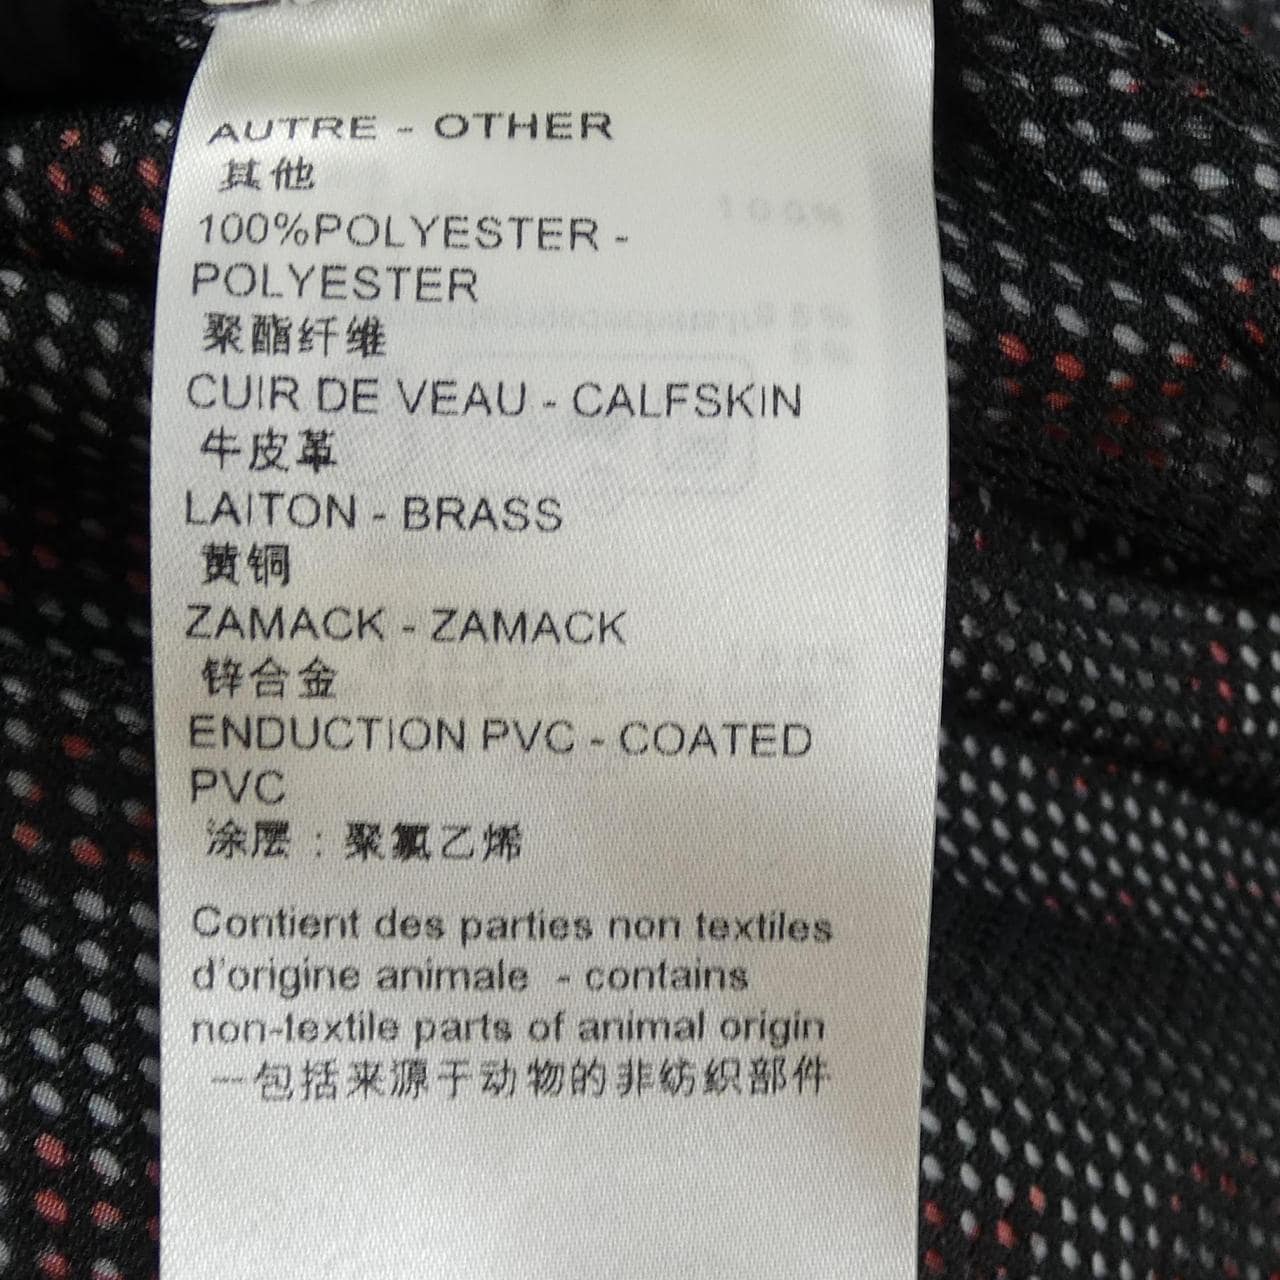 AUTRE - OTHER
其他
100%POLYESTER -
POLYESTER
聚酯纤维
CUIR DE VEAU - CALFSKIN
牛皮革
LAITON - BRASS
黄铜
ZAMACK - ZAMACK
锌合金
ENDUCTION PVC - COATED
PVC
涂层：聚氯乙烯
Contient des parties non textiles
d'origine animale - contains
non-textile parts of animal origin
一包括来源于动物的非纺织部件